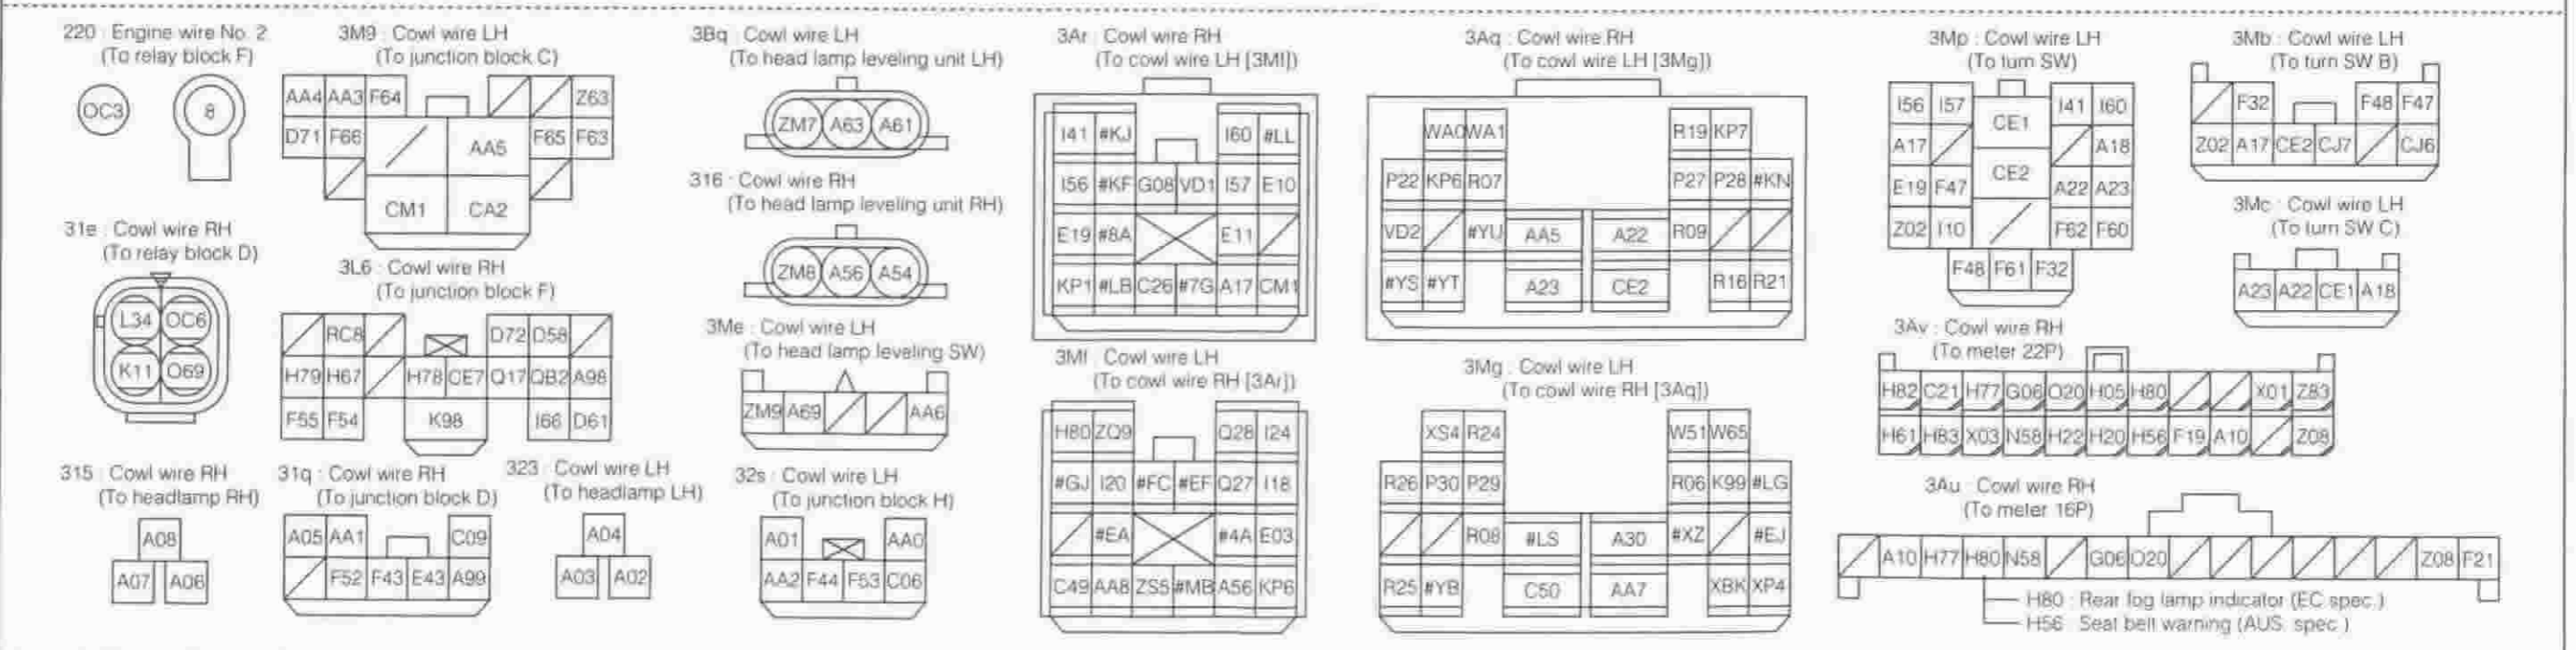 220 : Engine wire No. 2
(To relay block F)
OC3 8
31e : Cowl wire RH
(To relay block D)
L34 OC6
K11 O69
315 : Cowl wire RH
(To headlamp RH)
A08
A07 A06
3M9 : Cowl wire LH
(To junction block C)
AA4 AA3 F64 Z63
D71 F66 AA5 F65 F63
CM1 CA2
3L6 : Cowl wire RH
(To junction block F)
RC8 D72 D58
H79 H67 H78 CE7 Q17 QB2 A98
F55 F54 K98 I66 D61
31q : Cowl wire RH
(To junction block D)
A05 AA1 C09
F52 F43 E43 A99
323 : Cowl wire LH
(To headlamp LH)
A04
A03 A02
3Bq : Cowl wire LH
(To head lamp leveling unit LH)
ZM7 A63 A61
316 : Cowl wire RH
(To head lamp leveling unit RH)
ZM8 A56 A54
3Me : Cowl wire LH
(To head lamp leveling SW)
ZM9 A69 AA6
32s : Cowl wire LH
(To junction block H)
A01 AA0
AA2 F44 F53 C06
3Ar : Cowl wire RH
(To cowl wire LH [3Mf])
I41 #KJ I60 #LL
I56 #KF G08 VD1 I57 E10
E19 #8A E11
KP1 #LB C26 #7G A17 CM1
3Mf : Cowl wire LH
(To cowl wire RH [3Ar])
H80 ZQ9 Q28 I24
#GJ I20 #FC #EF Q27 I18
#EA #4A E03
C49 AA8 ZS5 #MB A56 KP6
3Aq : Cowl wire RH
(To cowl wire LH [3Mg])
WA0 WA1 R19 KP7
P22 KP6 R07 P27 P28 #KN
VD2 #YU AA5 A22 R09
#YS #YT A23 CE2 R16 R21
3Mg : Cowl wire LH
(To cowl wire RH [3Aq])
XS4 R24 W51 W65
R26 P30 P29 R06 K99 #LG
R08 #LS A30 #XZ #EJ
R25 #YB C50 AA7 XBK XP4
3Mp : Cowl wire LH
(To turn SW)
I56 I57 CE1 I41 I60
A17 A18
E19 F47 CE2 A22 A23
Z02 I10 F62 F60
F48 F61 F32
3Mb : Cowl wire LH
(To turn SW B)
F32 F48 F47
Z02 A17 CE2 CJ7 CJ6
3Mc : Cowl wire LH
(To turn SW C)
A23 A22 CE1 A18
3Av : Cowl wire RH
(To meter 22P)
H82 C21 H77 G06 O20 H05 H80 X01 Z83
H61 H83 X03 N58 H22 H20 H56 F19 A10 Z08
3Au : Cowl wire RH
(To meter 16P)
A10 H77 H80 N58 G06 O20 Z08 F21
H80 : Rear fog lamp indicator (EC spec.)
H56 : Seat belt warning (AUS. spec.)